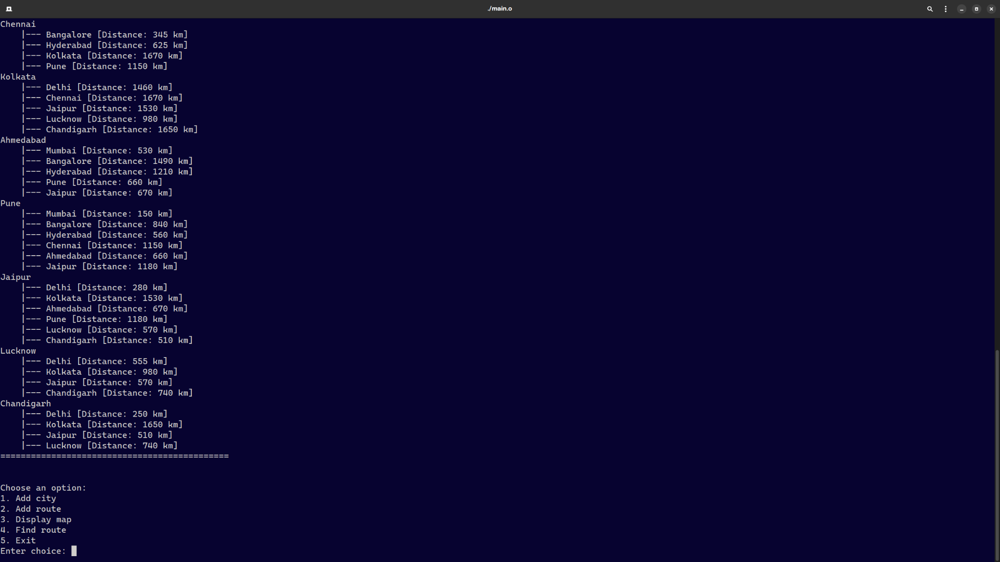 ./main.o
Chennai
|--- Bangalore [Distance: 345 km]
|--- Hyderabad [Distance: 625 km]
|--- Kolkata [Distance: 1670 km]
|--- Pune [Distance: 1150 km]
Kolkata
|--- Delhi [Distance: 1460 km]
|--- Chennai [Distance: 1670 km]
|--- Jaipur [Distance: 1530 km]
|--- Lucknow [Distance: 980 km]
|--- Chandigarh [Distance: 1650 km]
Ahmedabad
|--- Mumbai [Distance: 530 km]
|--- Bangalore [Distance: 1490 km]
|--- Hyderabad [Distance: 1210 km]
|--- Pune [Distance: 660 km]
|--- Jaipur [Distance: 670 km]
Pune
|--- Mumbai [Distance: 150 km]
|--- Bangalore [Distance: 840 km]
|--- Hyderabad [Distance: 560 km]
|--- Chennai [Distance: 1150 km]
|--- Ahmedabad [Distance: 660 km]
|--- Jaipur [Distance: 1180 km]
Jaipur
|--- Delhi [Distance: 280 km]
|--- Kolkata [Distance: 1530 km]
|--- Ahmedabad [Distance: 670 km]
|--- Pune [Distance: 1180 km]
|--- Lucknow [Distance: 570 km]
|--- Chandigarh [Distance: 510 km]
Lucknow
|--- Delhi [Distance: 555 km]
|--- Kolkata [Distance: 980 km]
|--- Jaipur [Distance: 570 km]
|--- Chandigarh [Distance: 740 km]
Chandigarh
|--- Delhi [Distance: 250 km]
|--- Kolkata [Distance: 1650 km]
|--- Jaipur [Distance: 510 km]
|--- Lucknow [Distance: 740 km]
=============================================
Choose an option:
1. Add city
2. Add route
3. Display map
4. Find route
5. Exit
Enter choice: